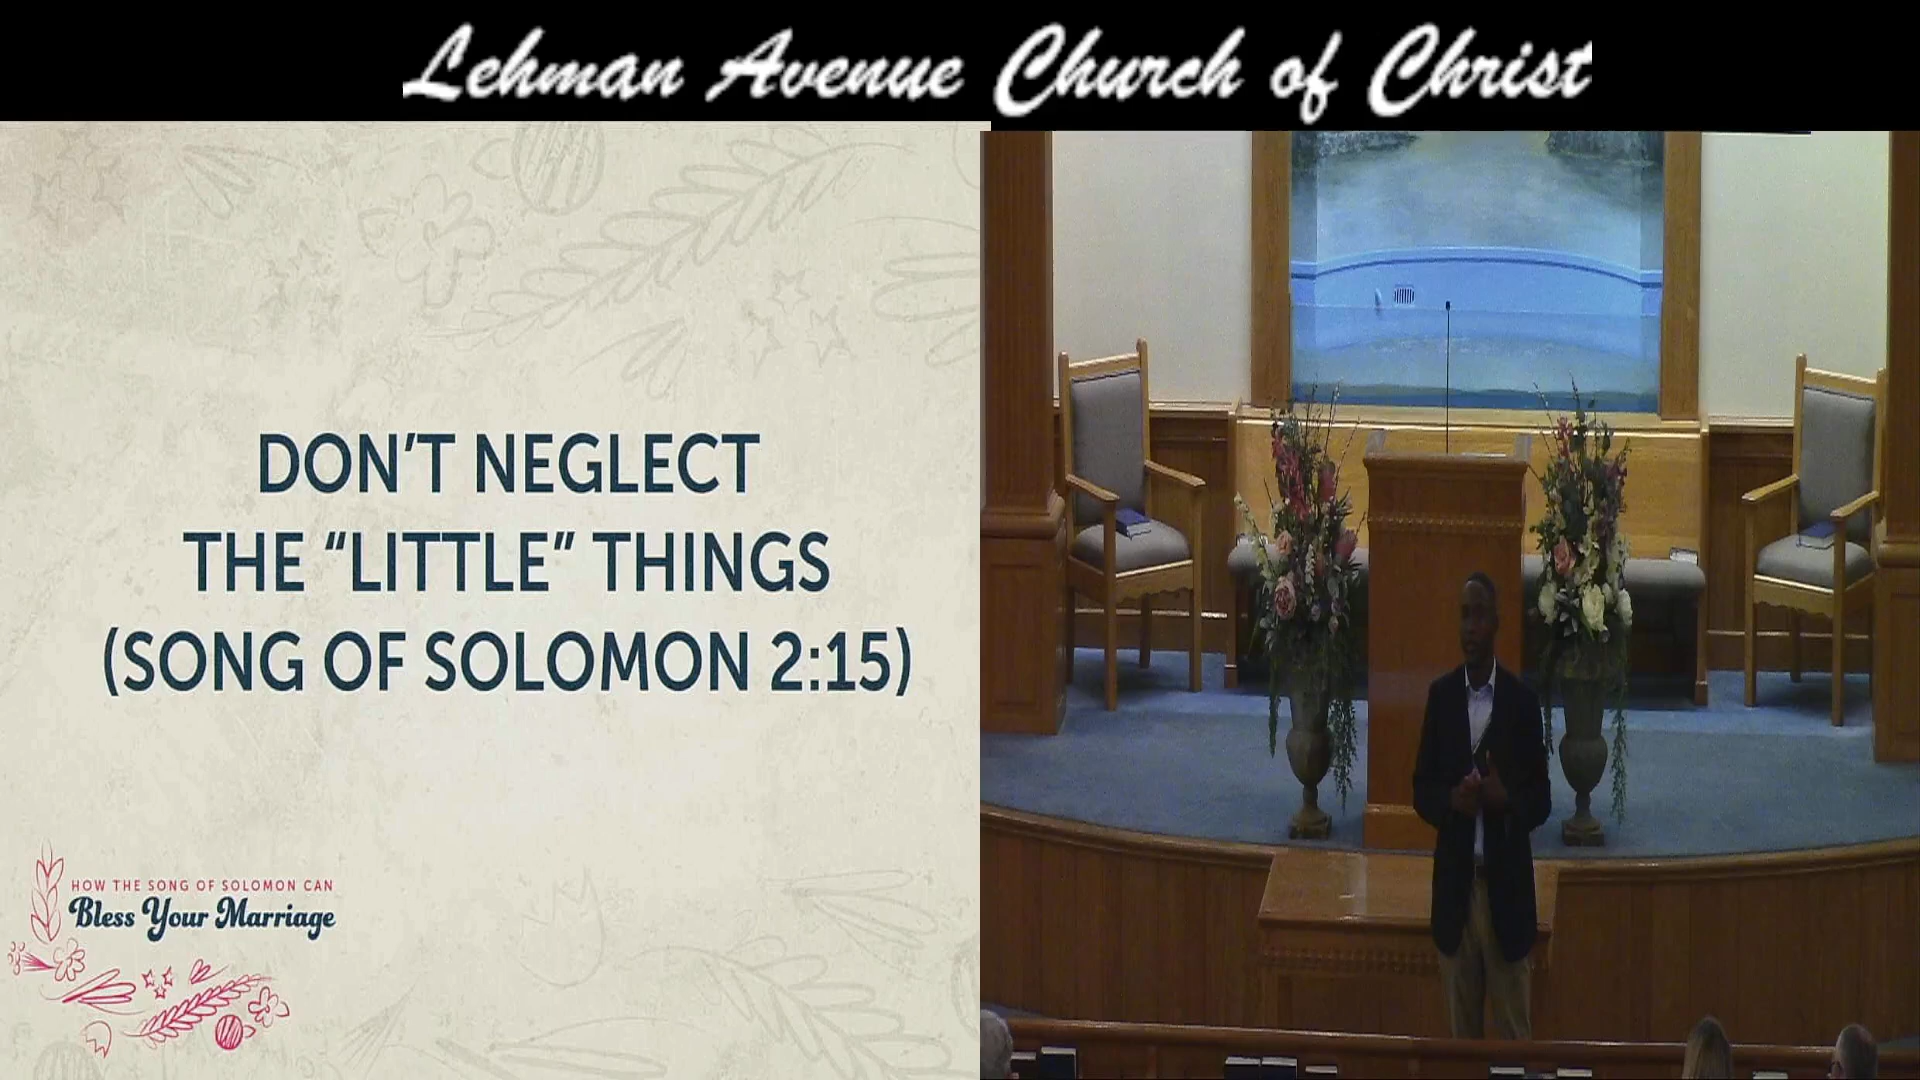 Lehman Avenue Church of Christ
DON'T NEGLECT
THE “LITTLE” THINGS
(SONG OF SOLOMON 2:15)
HOW THE SONG OF SOLOMON CAN
Bless Your Marriage